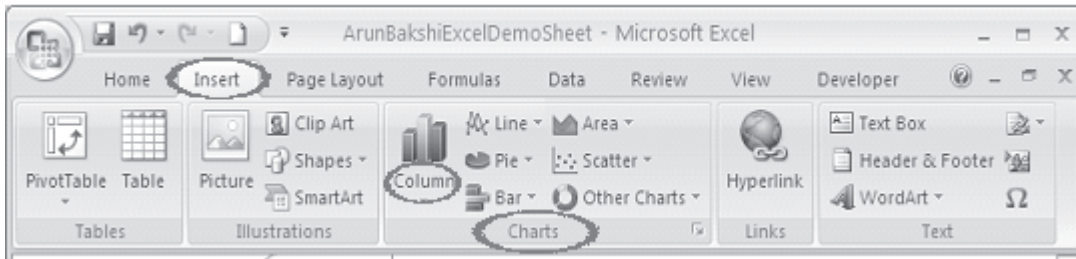 ArunBakshiExcelDemoSheet - Microsoft Excel
Home Insert Page Layout Formulas Data Review View Developer
PivotTable Table Picture Clip Art Shapes SmartArt
Column Line Pie Bar Area Scatter Other Charts
Hyperlink Text Box Header & Footer WordArt Ω
Tables Illustrations Charts Links Text